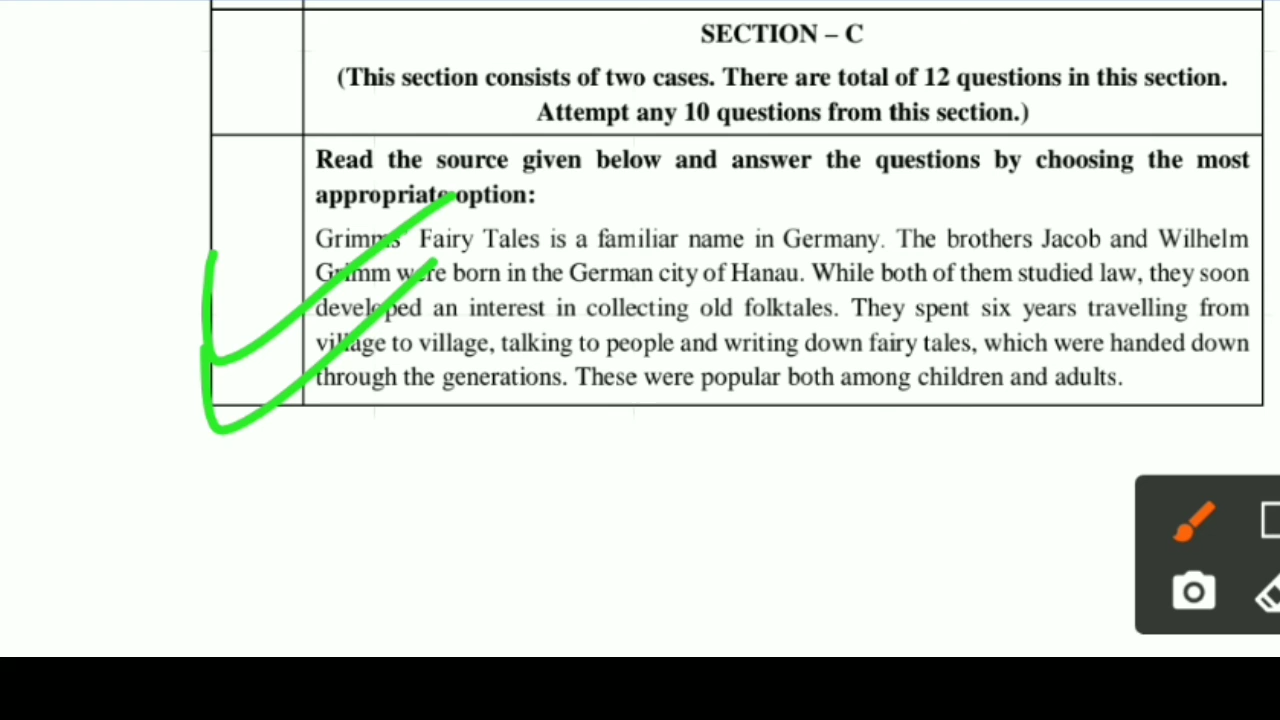 SECTION – C
(This section consists of two cases. There are total of 12 questions in this section.
Attempt any 10 questions from this section.)
Read the source given below and answer the questions by choosing the most
appropriate option:
Grimms' Fairy Tales is a familiar name in Germany. The brothers Jacob and Wilhelm
Grimm were born in the German city of Hanau. While both of them studied law, they soon
developed an interest in collecting old folktales. They spent six years travelling from
village to village, talking to people and writing down fairy tales, which were handed down
through the generations. These were popular both among children and adults.